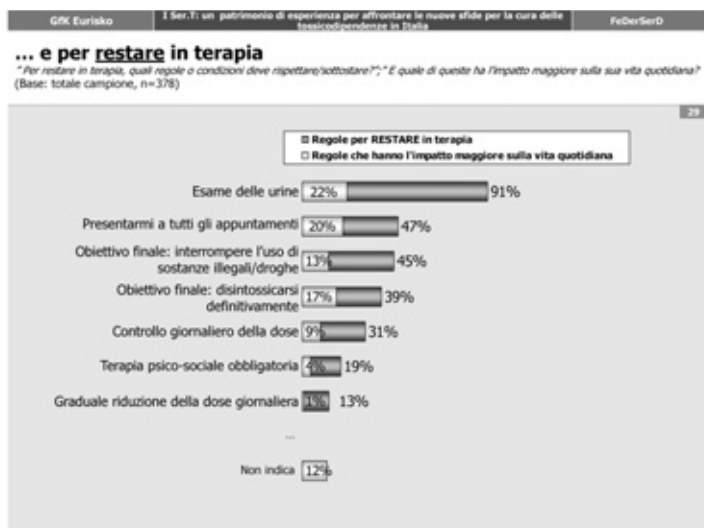 GfK Eurisko
I Ser.T: un patrimonio di esperienza per affrontare le nuove sfide per la cura delle
tossicodipendenze in Italia
FeDerSerD
... e per restare in terapia
"Per restare in terapia, quali regole o condizioni deve rispettare/sottostare?";" E quale di queste ha l'impatto maggiore sulla sua vita quotidiana?
(Base: totale campione, n=378)
29
Regole per RESTARE in terapia
Regole che hanno l'impatto maggiore sulla vita quotidiana
Esame delle urine 22% 91%
Presentarmi a tutti gli appuntamenti 20% 47%
Obiettivo finale: interrompere l'uso di
sostanze illegali/droghe 13% 45%
Obiettivo finale: disintossicarsi
definitivamente 17% 39%
Controllo giornaliero della dose 9% 31%
Terapia psico-sociale obbligatoria 4% 19%
Graduale riduzione della dose giornaliera 1% 13%
...
Non indica 12%